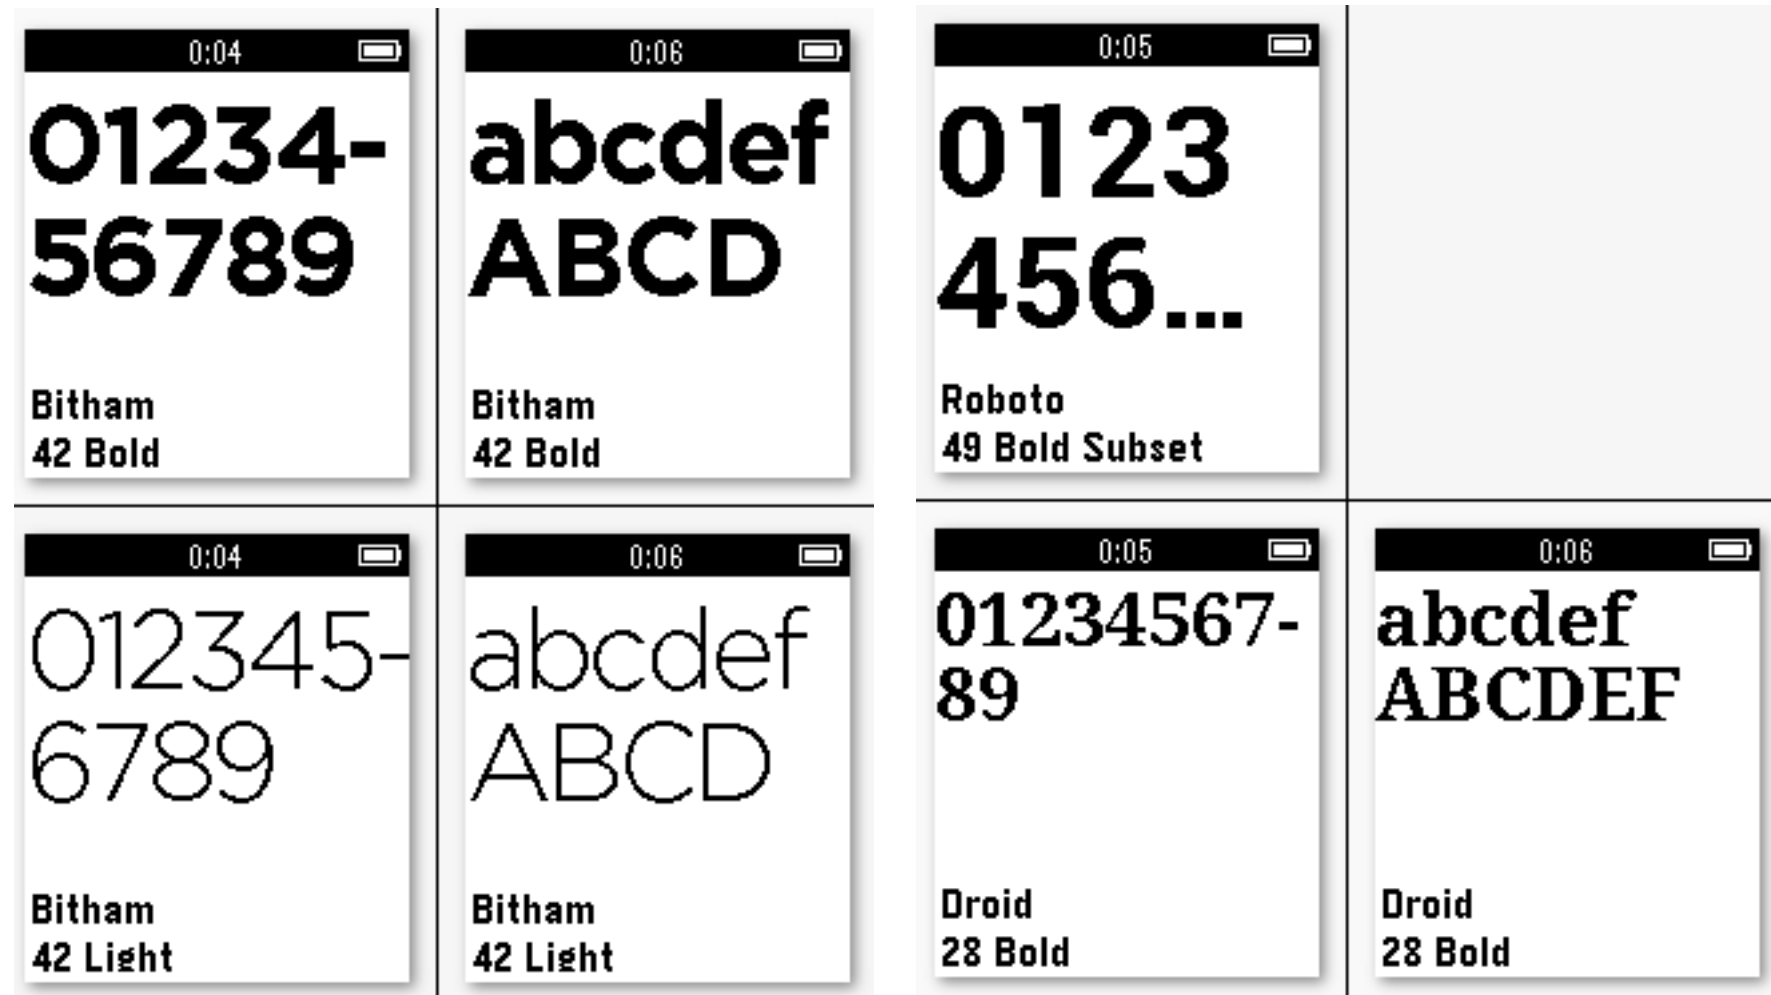 0:04
01234-
56789
Bitham
42 Bold
0:06
abcdef
ABCD
Bitham
42 Bold
0:05
0123
456...
Roboto
49 Bold Subset
0:04
012345-
6789
Bitham
42 Light
0:06
abcdef
ABCD
Bitham
42 Light
0:05
01234567-
89
Droid
28 Bold
0:06
abcdef
ABCDEF
Droid
28 Bold